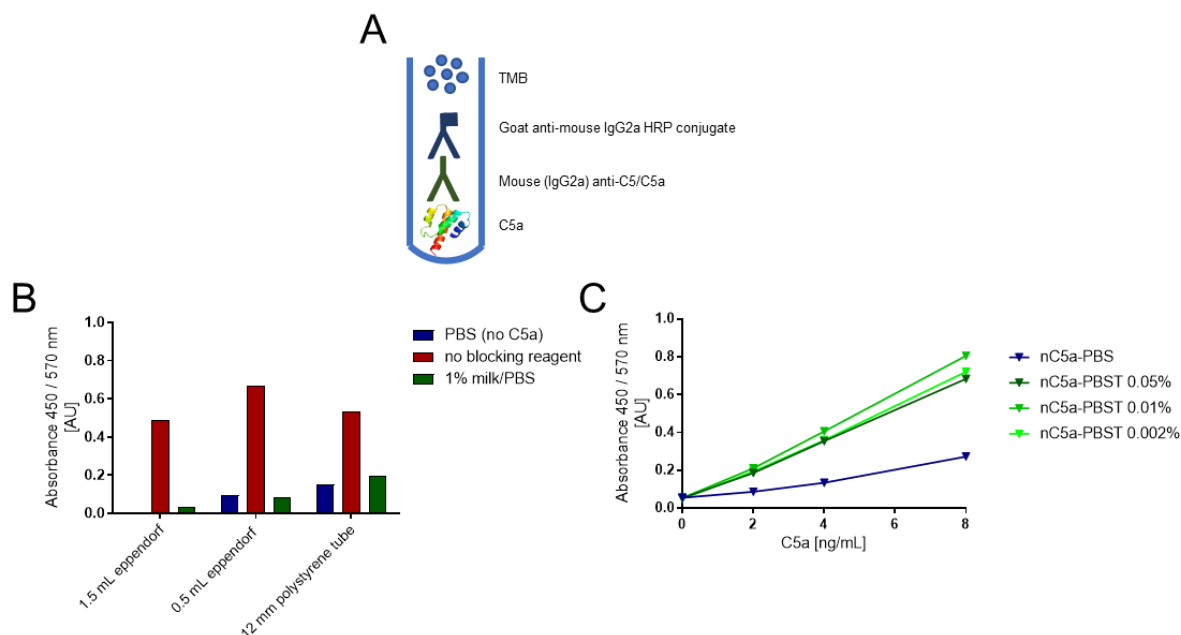 A
TMB
Goat anti-mouse IgG2a HRP conjugate
Mouse (IgG2a) anti-C5/C5a
C5a
B
Absorbance 450 / 570 nm
[AU]
1.0
0.8
0.6
0.4
0.2
0.0
1.5 mL eppendorf
0.5 mL eppendorf
12 mm polystyrene tube
PBS (no C5a)
no blocking reagent
1% milk/PBS
C
Absorbance 450 / 570 nm
[AU]
1.0
0.8
0.6
0.4
0.2
0.0
0
2
4
6
8
C5a [ng/mL]
nC5a-PBS
nC5a-PBST 0.05%
nC5a-PBST 0.01%
nC5a-PBST 0.002%